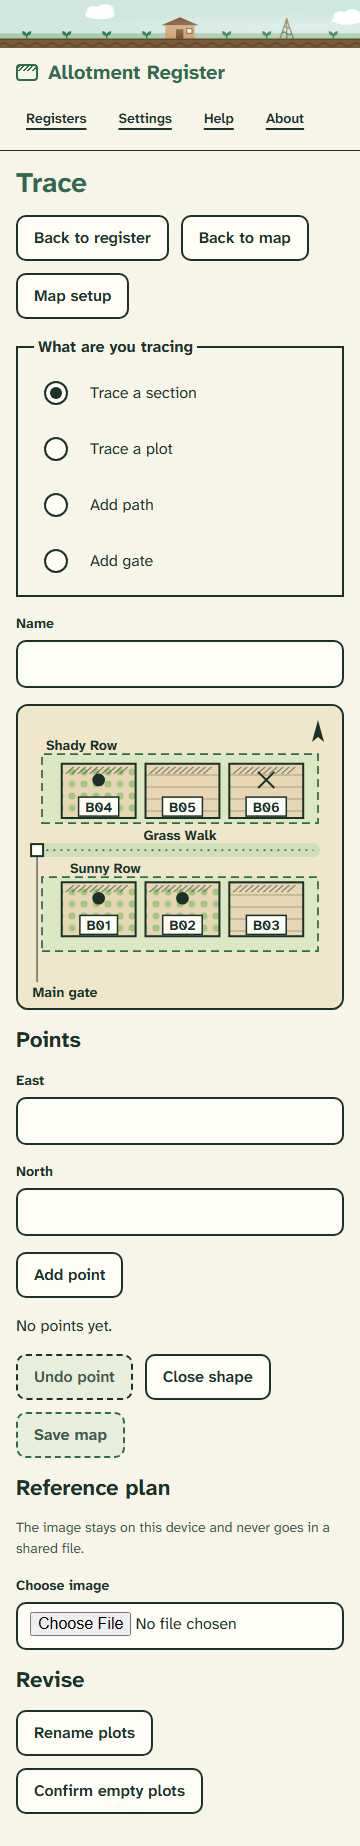 Allotment Register
Registers Settings Help About
Trace
Back to register Back to map
Map setup
What are you tracing
Trace a section
Trace a plot
Add path
Add gate
Name
Shady Row
B04 B05 B06
Grass Walk
Sunny Row
B01 B02 B03
Main gate
Points
East
North
Add point
No points yet.
Undo point Close shape
Save map
Reference plan
The image stays on this device and never goes in a
shared file.
Choose image
Choose File No file chosen
Revise
Rename plots
Confirm empty plots